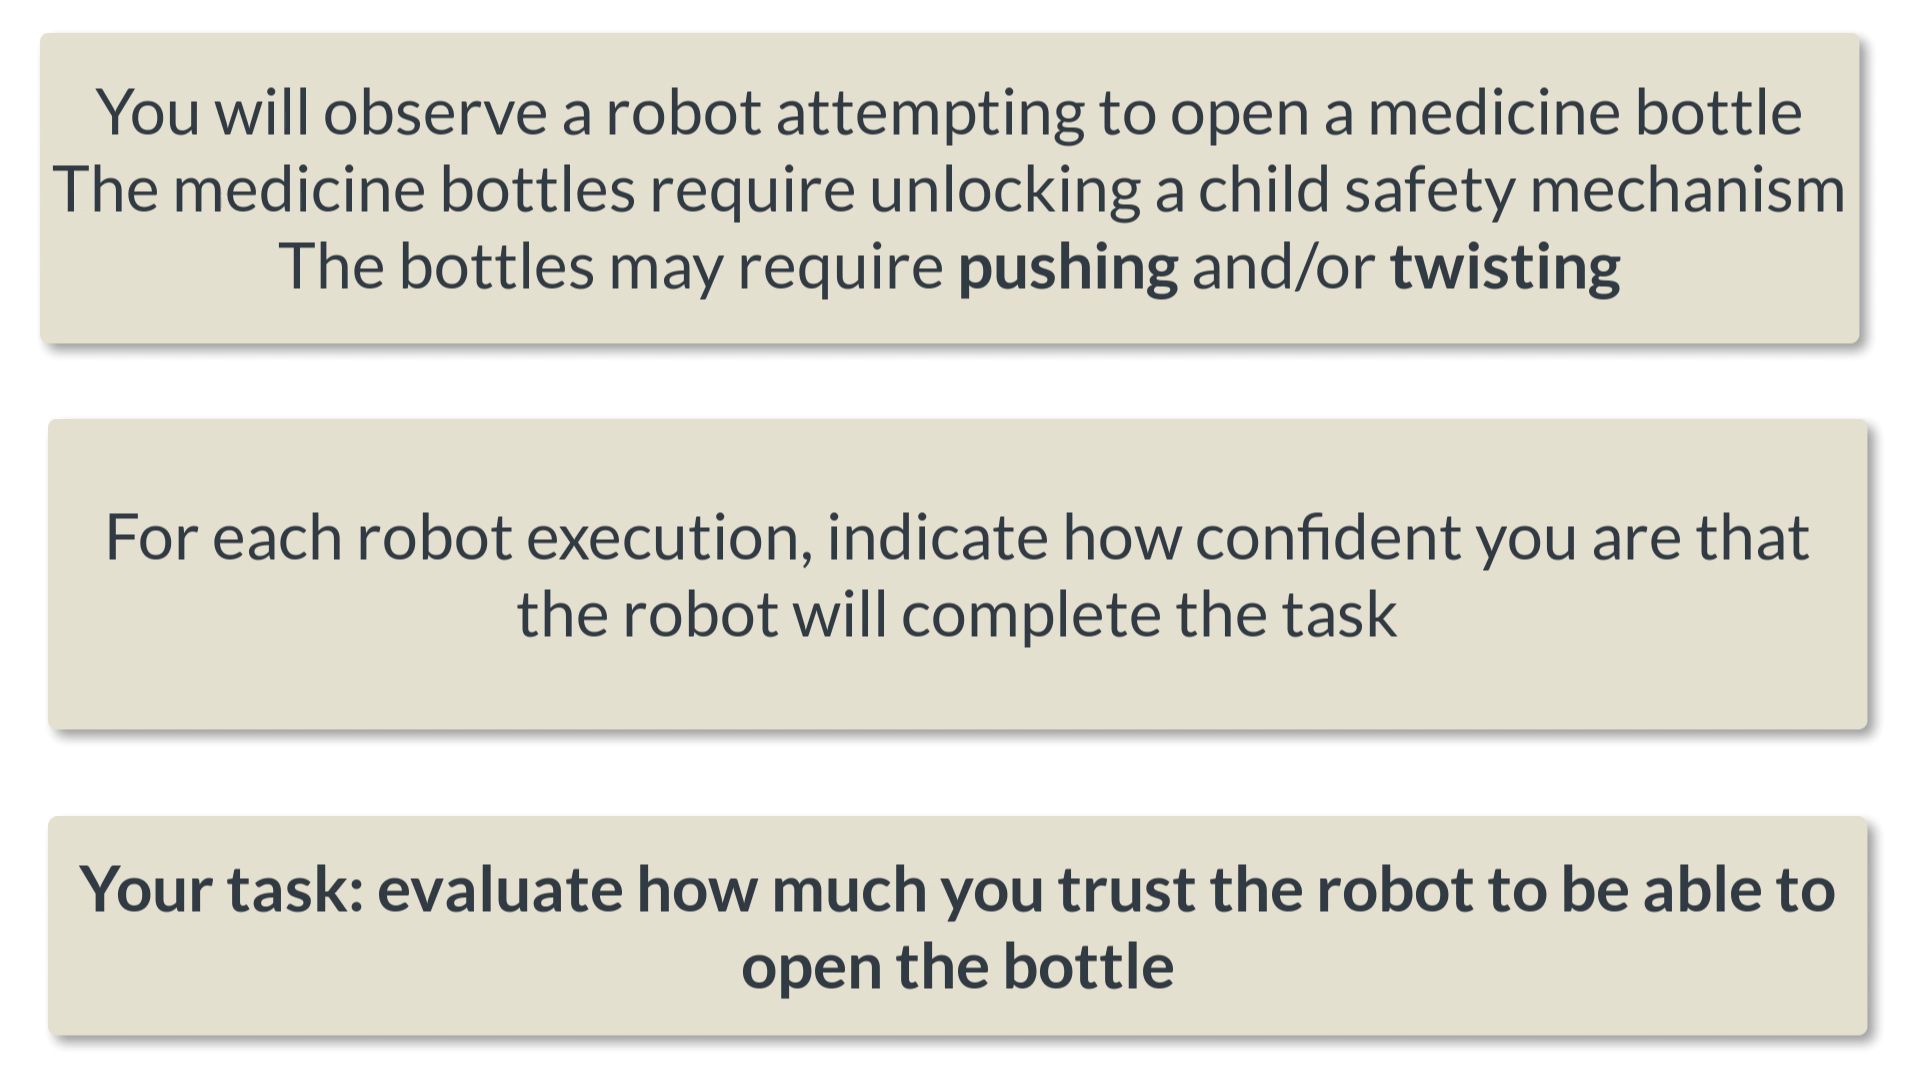 You will observe a robot attempting to open a medicine bottle
The medicine bottles require unlocking a child safety mechanism
The bottles may require pushing and/or twisting
For each robot execution, indicate how confident you are that
the robot will complete the task
Your task: evaluate how much you trust the robot to be able to
open the bottle